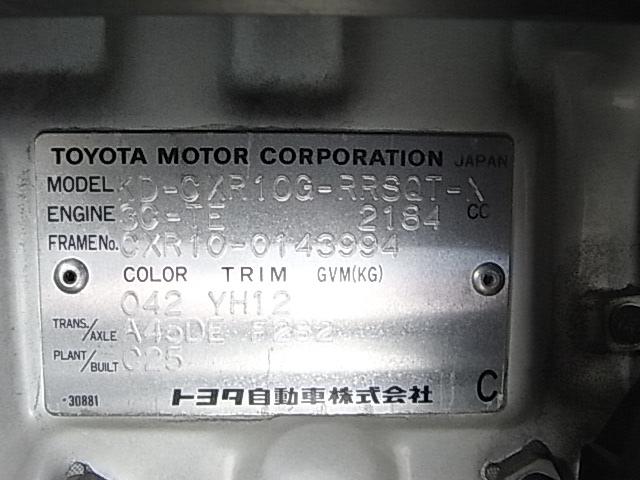 TOYOTA MOTOR CORPORATION JAPAN
MODEL KD-CXR10G-RRSQT-
ENGINE 3C-TE 2184 CC
FRAME No. CXR10-0143994
COLOR TRIM GVM(KG)
042 YH12
TRANS./AXLE A45DE
PLANT/BUILT C25
30881
トヨタ自動車株式会社
C